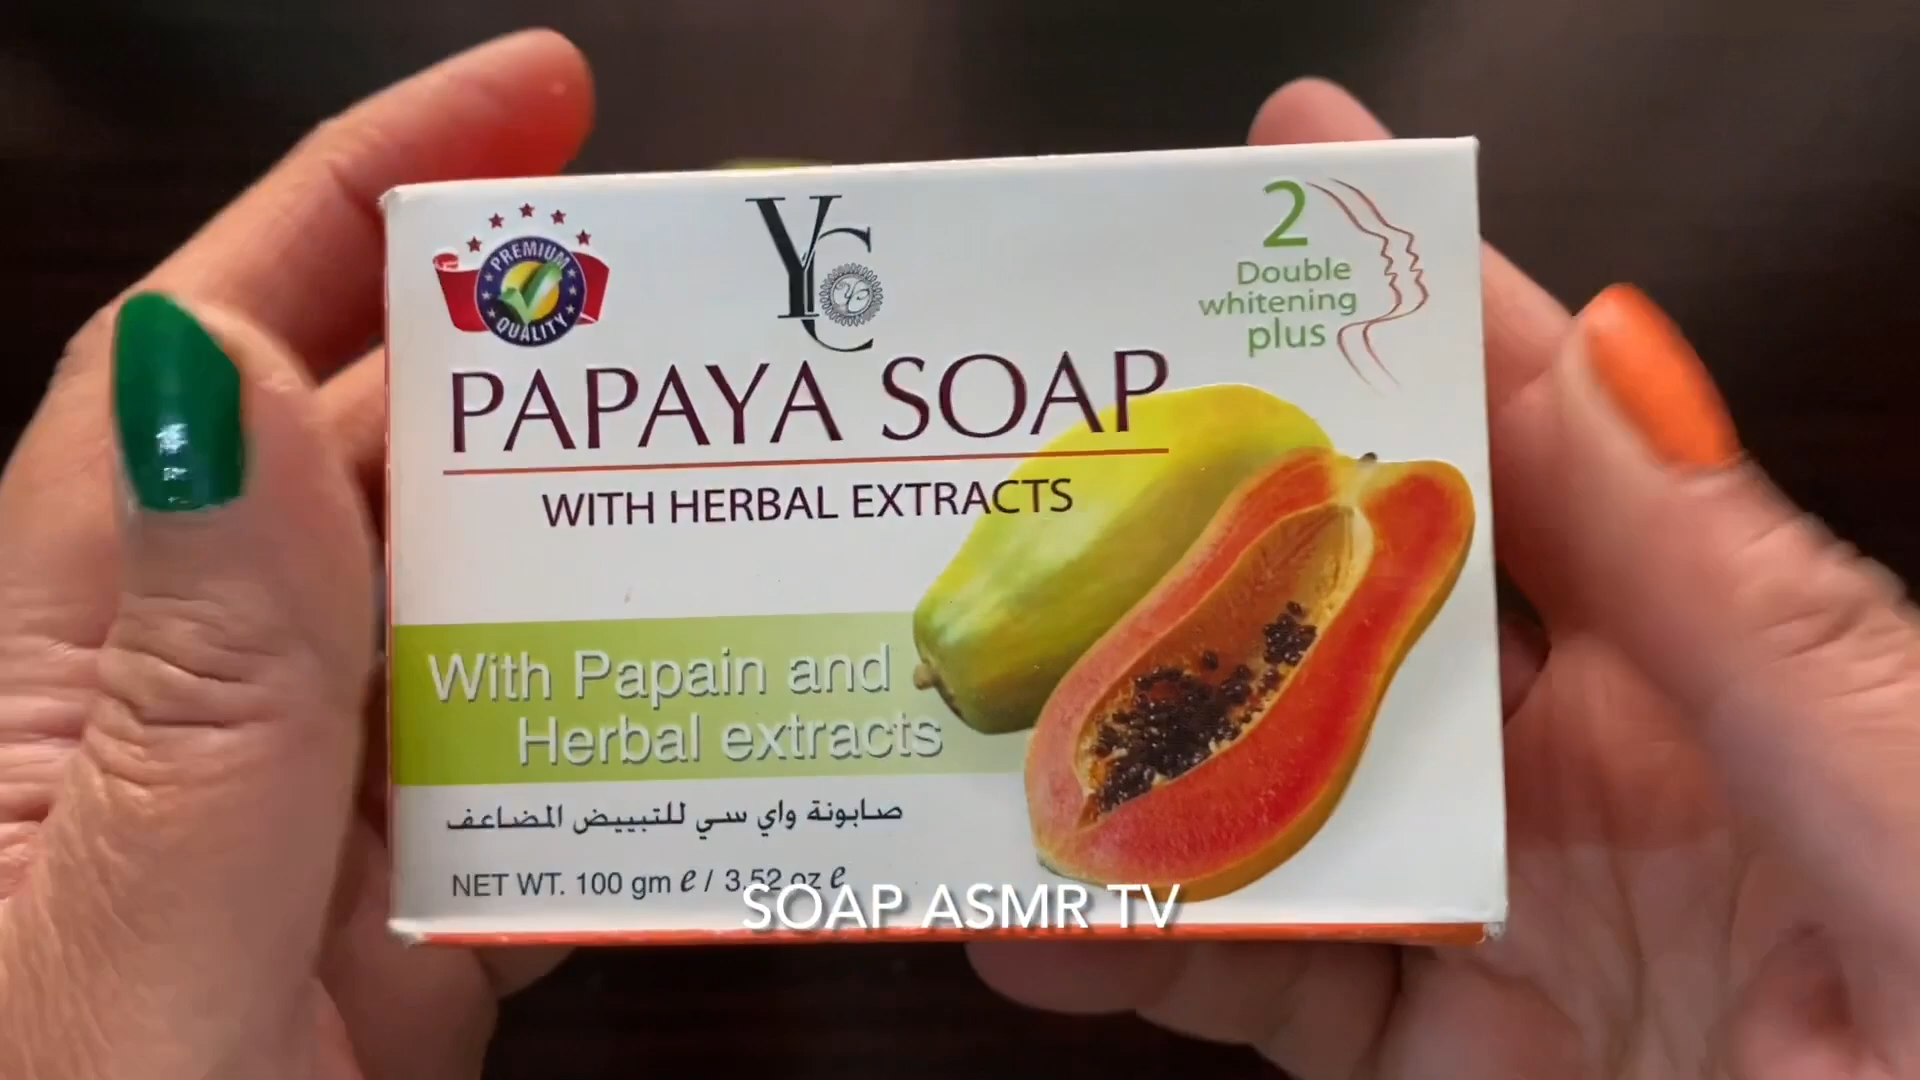 PREMIUM
QUALITY
YC
2
Double
whitening
plus
PAPAYA SOAP
WITH HERBAL EXTRACTS
With Papain and
Herbal extracts
صابونة واي سي للتبييض المضاعف
NET WT. 100 gm e / 3.52 oz e
SOAP ASMR TV